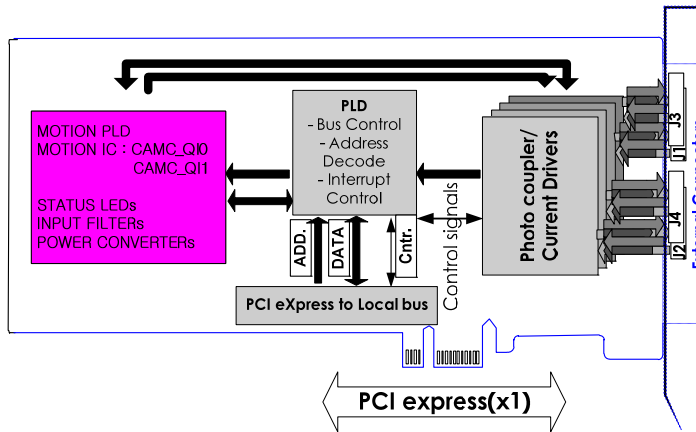 MOTION PLD
MOTION IC : CAMC_QI0
CAMC_QI1
STATUS LEDs
INPUT FILTERs
POWER CONVERTERs
PLD
- Bus Control
- Address
Decode
- Interrupt
Control
ADD.
DATA
Cntr.
Control signals
PCI eXpress to Local bus
Photo coupler/
Current Drivers
J3
J1
J4
J2
PCI express(x1)